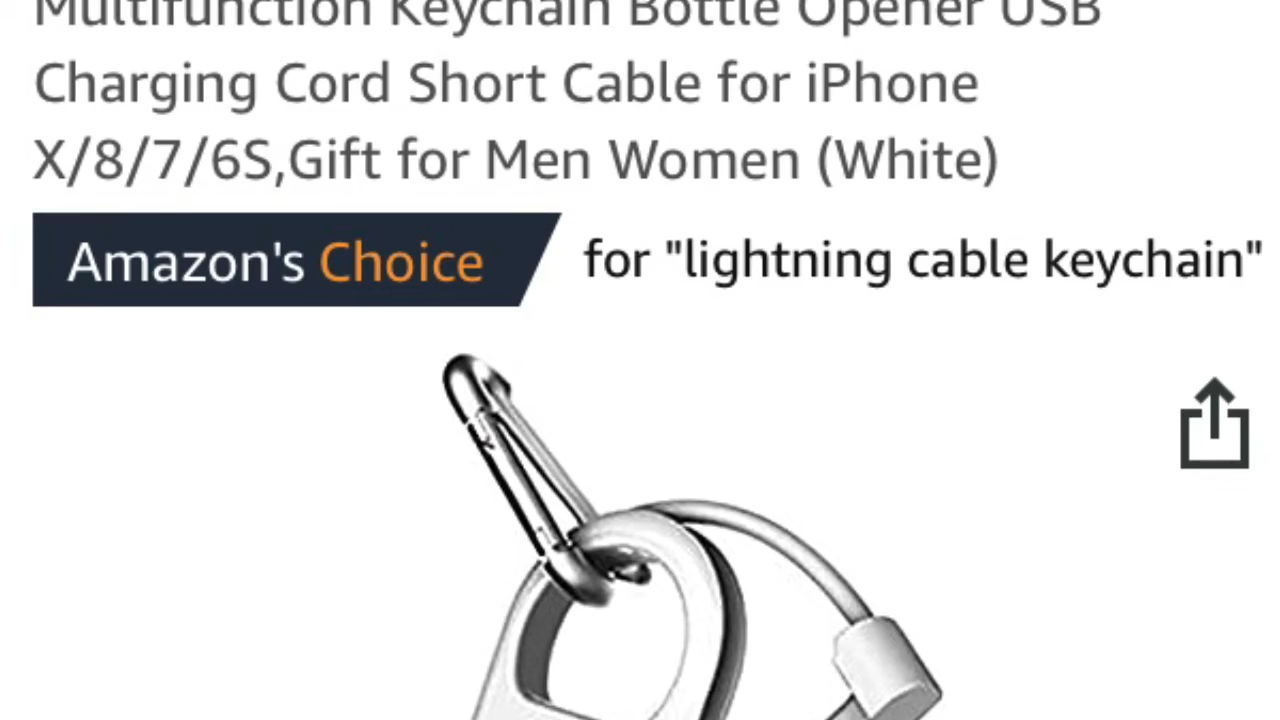 Multifunction Keychain Bottle Opener USB
Charging Cord Short Cable for iPhone
X/8/7/6S,Gift for Men Women (White)
Amazon's Choice for "lightning cable keychain"